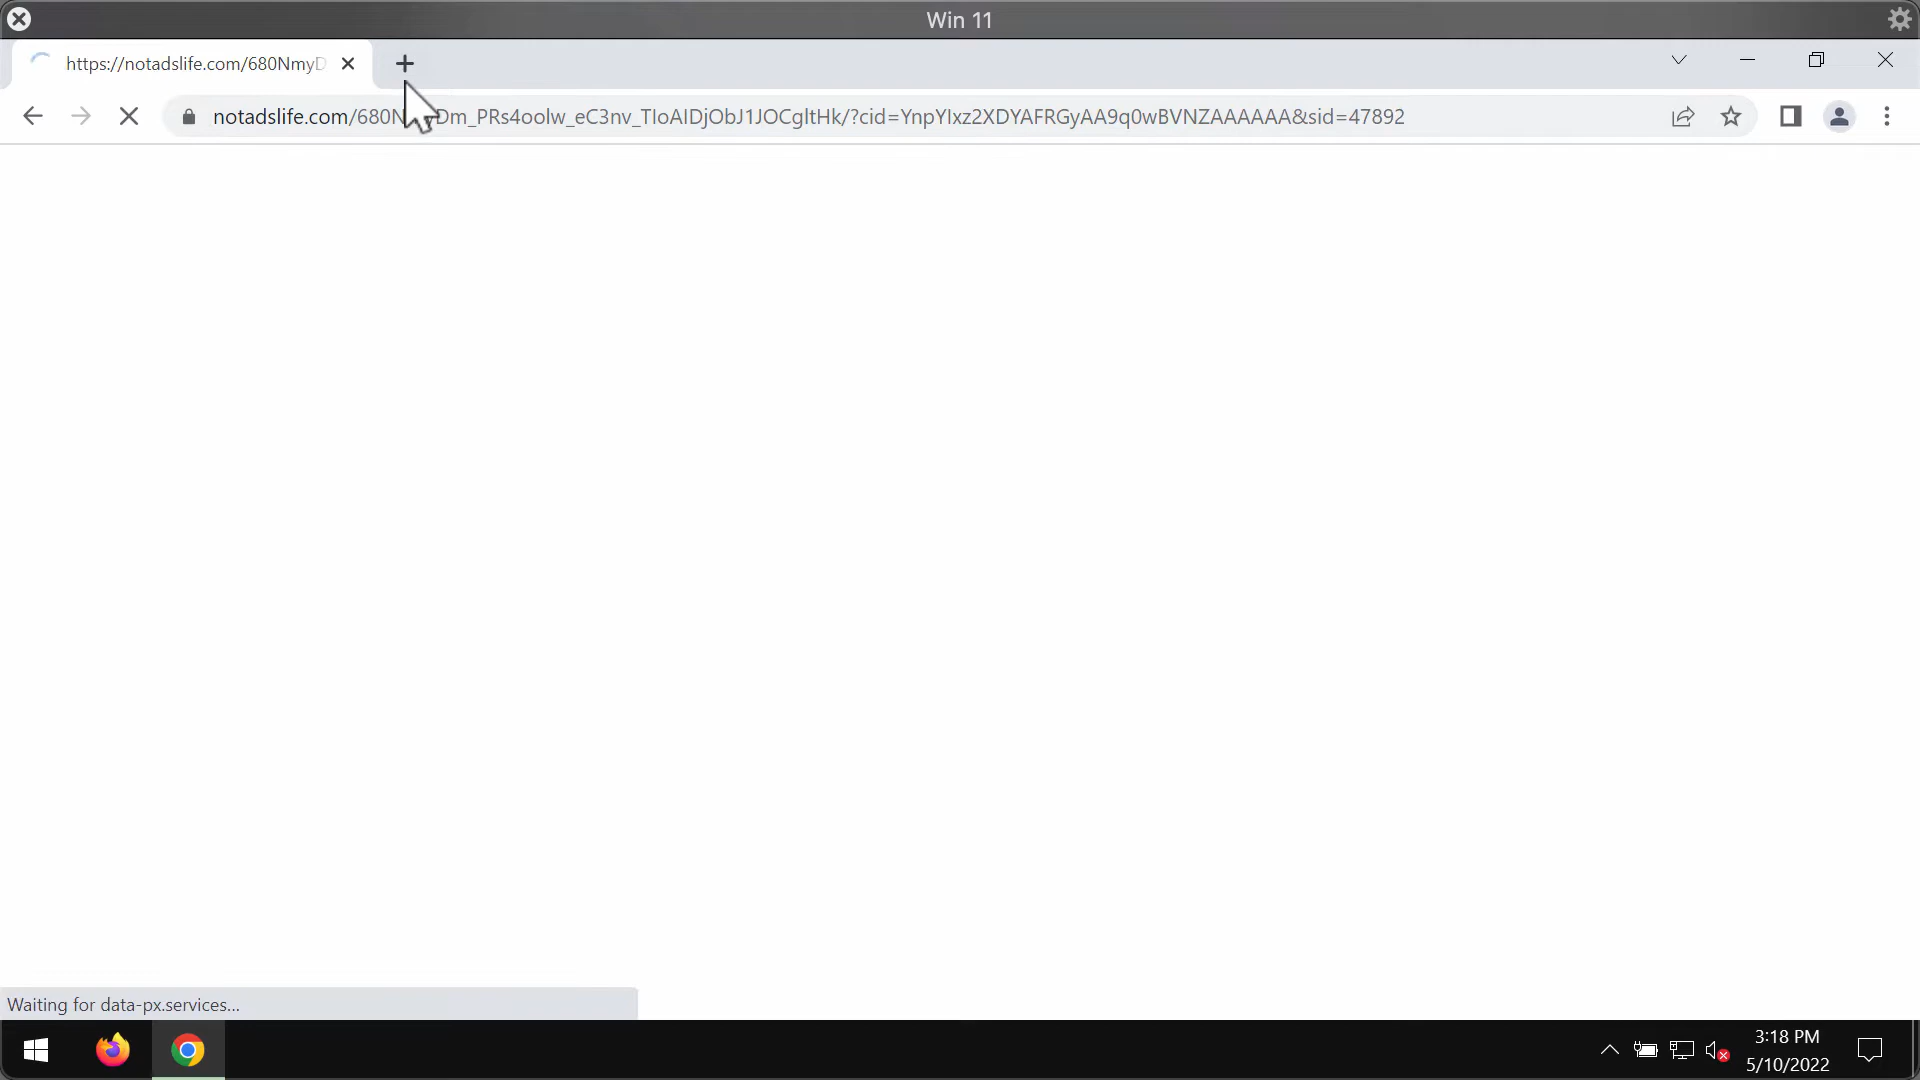 Win 11
https://notadslife.com/680NmyD
notadslife.com/680N Dm_PRs4oolw_eC3nv_TIoAIDjObJ1JOCgltHk/?cid=YnpYIxz2XDYAFRGyAA9q0wBVNZAAAAAA&sid=47892
Waiting for data-px.services...
3:18 PM
5/10/2022